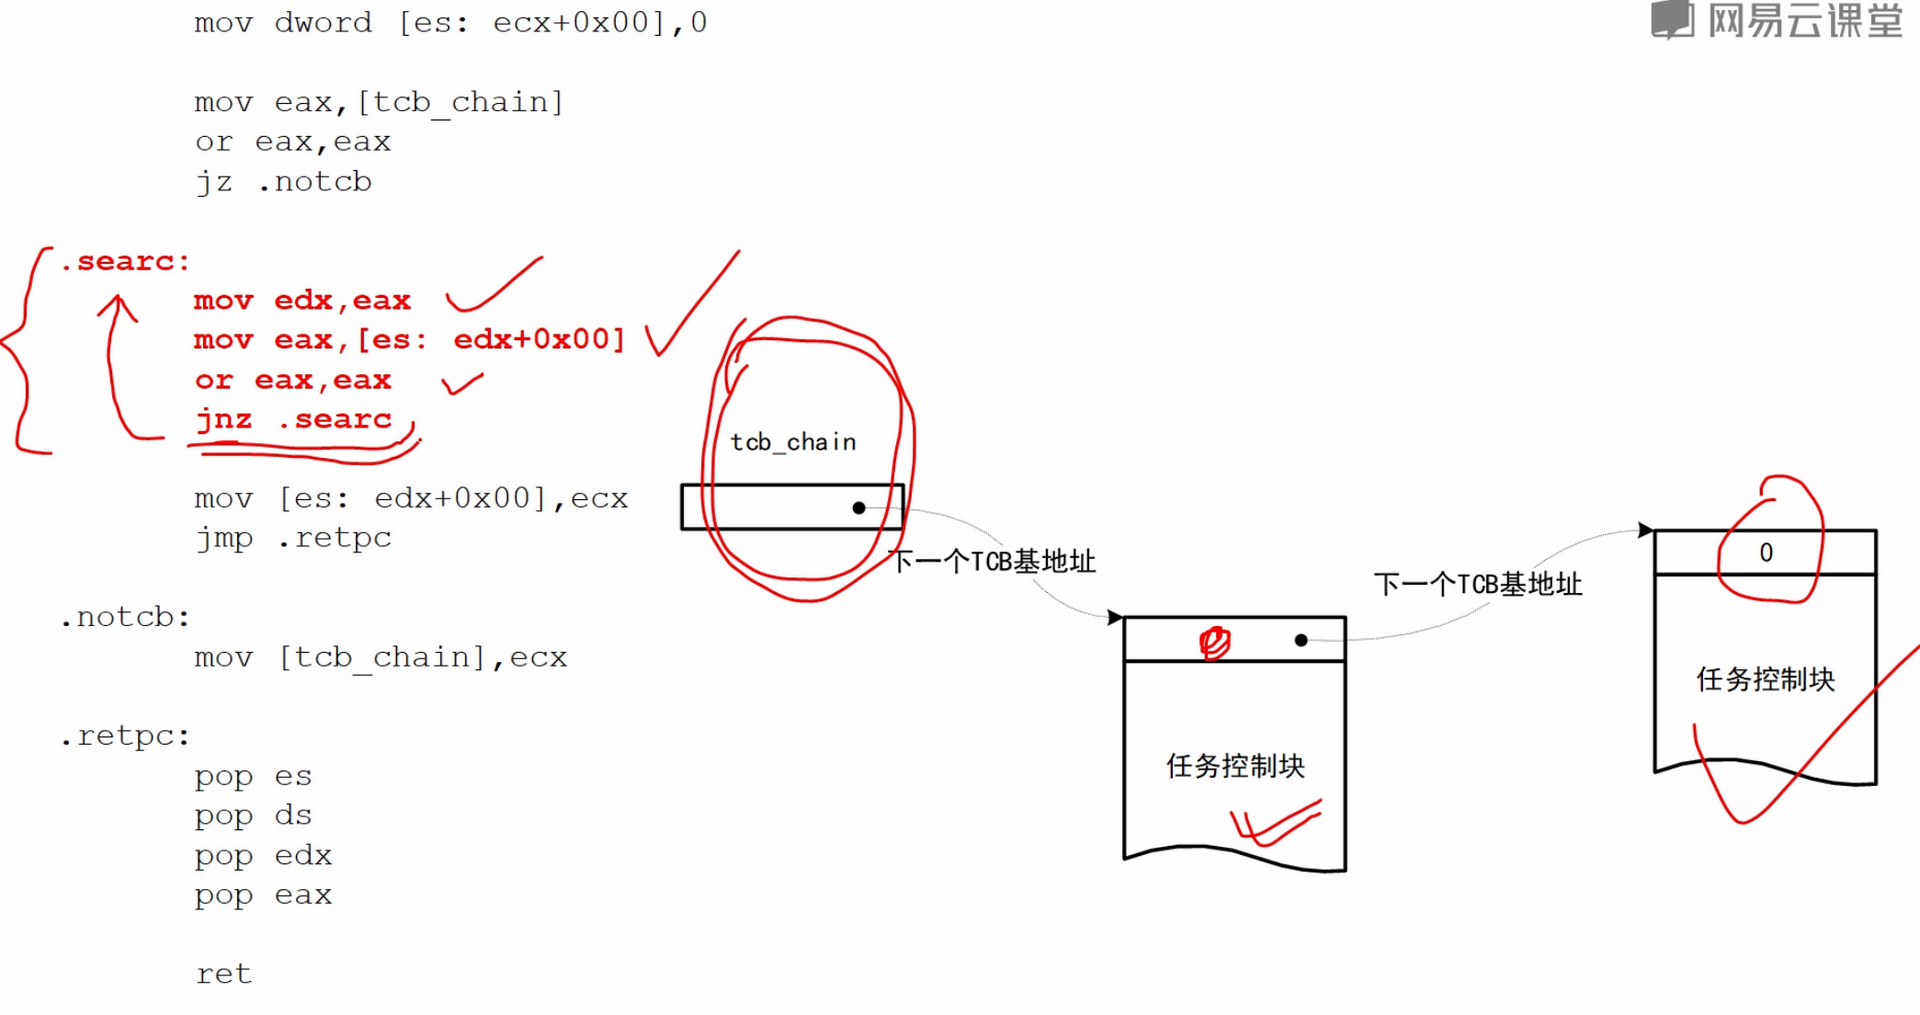 网易云课堂
mov dword [es: ecx+0x00],0
mov eax,[tcb_chain]
or eax,eax
jz .notcb
.searc:
mov edx,eax
mov eax,[es: edx+0x00]
or eax,eax
jnz .searc
mov [es: edx+0x00],ecx
jmp .retpc
.notcb:
mov [tcb_chain],ecx
.retpc:
pop es
pop ds
pop edx
pop eax
ret
tcb_chain
下一个TCB基地址
任务控制块
下一个TCB基地址
0
任务控制块